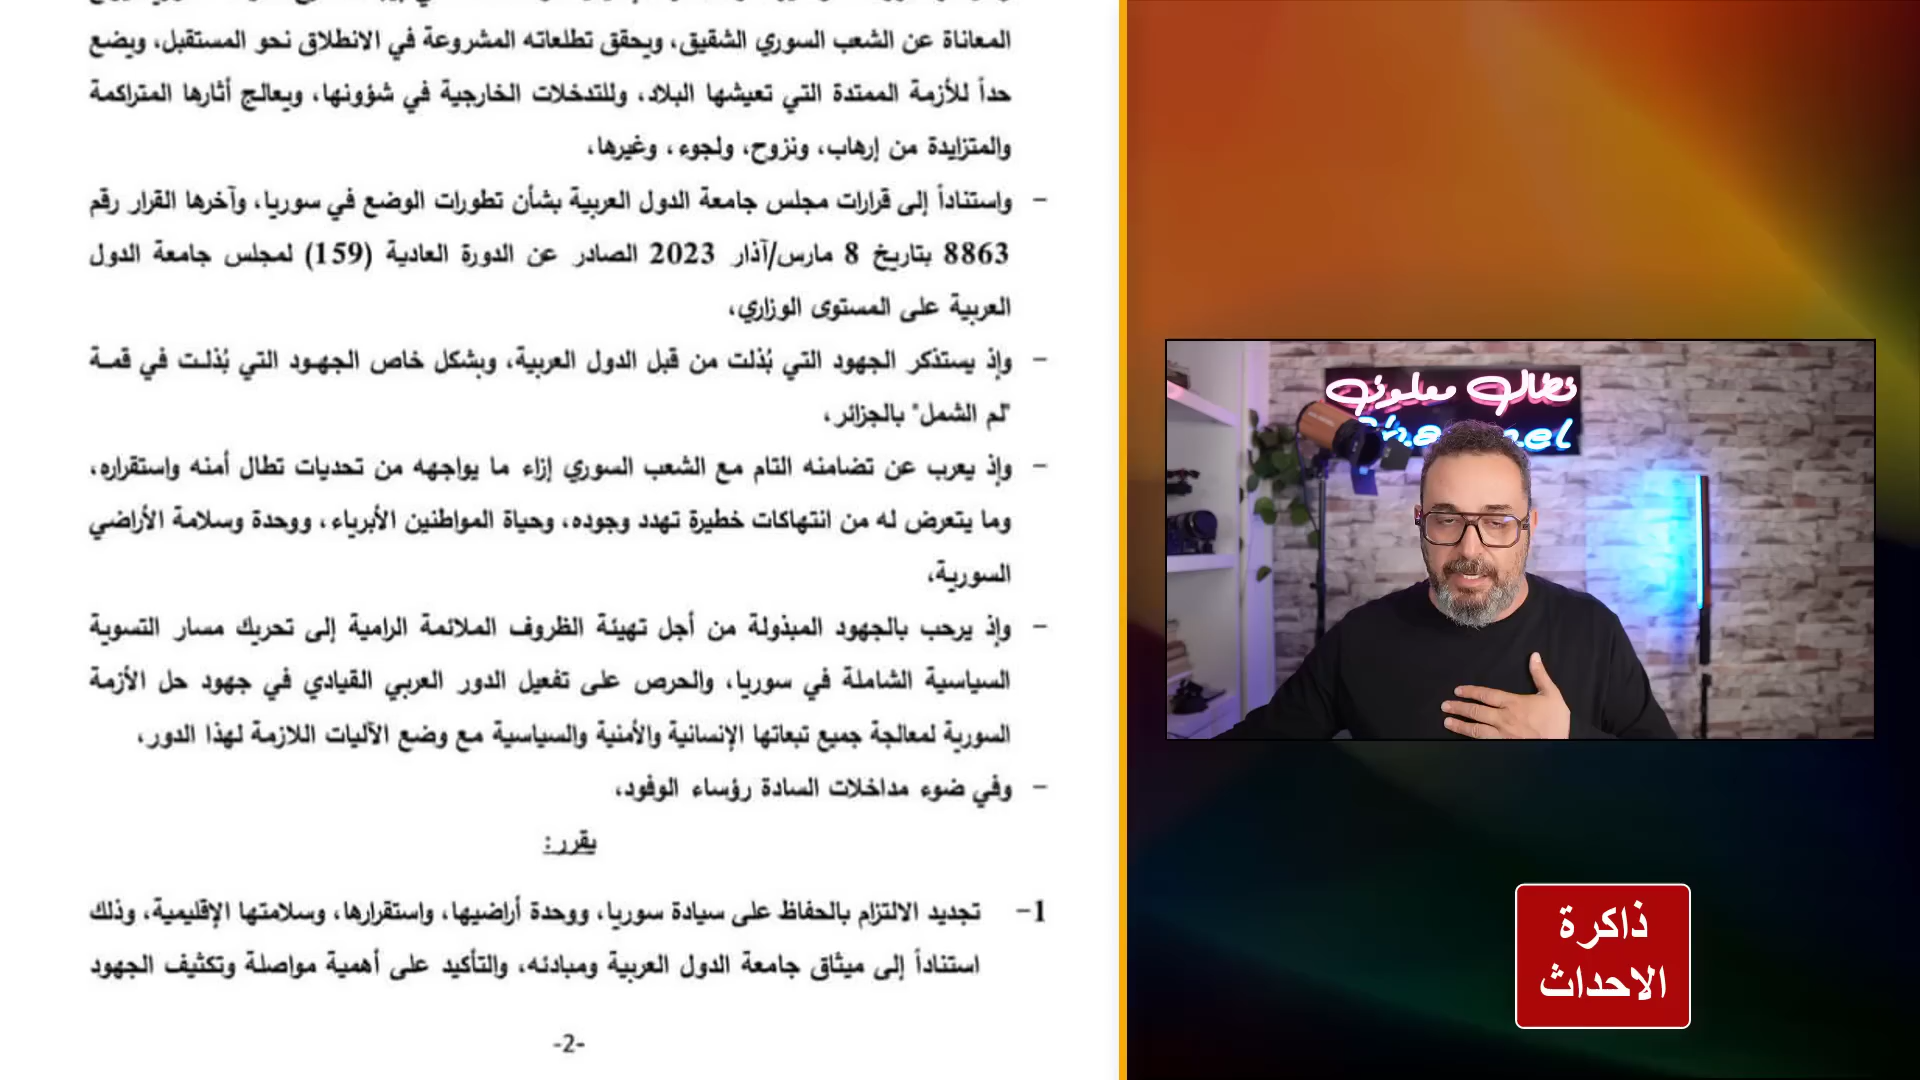 المعاناة عن الشعب السوري الشقيق، ويحقق تطلعاته المشروعة في الانطلاق نحو المستقبل، ويضع
حداً للأزمة الممتدة التي تعيشها البلاد، وللتدخلات الخارجية في شؤونها، ويعالج أثارها المتراكمة
والمتزايدة من إرهاب، ونزوح، ولجوء، وغيرها،
- واستناداً إلى قرارات مجلس جامعة الدول العربية بشأن تطورات الوضع في سوريا، وآخرها القرار رقم
8863 بتاريخ 8 مارس/آذار 2023 الصادر عن الدورة العادية (159) لمجلس جامعة الدول
العربية على المستوى الوزاري،
- وإذ يستذكر الجهود التي بُذلت من قبل الدول العربية، وبشكل خاص الجهود التي بُذلت في قمة
"لم الشمل" بالجزائر،
- وإذ يعرب عن تضامنه التام مع الشعب السوري إزاء ما يواجهه من تحديات تطال أمنه واستقراره،
وما يتعرض له من انتهاكات خطيرة تهدد وجوده، وحياة المواطنين الأبرياء، ووحدة وسلامة الأراضي
السورية،
- وإذ يرحب بالجهود المبذولة من أجل تهيئة الظروف الملائمة الرامية إلى تحريك مسار التسوية
السياسية الشاملة في سوريا، والحرص على تفعيل الدور العربي القيادي في جهود حل الأزمة
السورية لمعالجة جميع تبعاتها الإنسانية والأمنية والسياسية مع وضع الآليات اللازمة لهذا الدور،
- وفي ضوء مداخلات السادة رؤساء الوفود،
يقرر:
1- تجديد الالتزام بالحفاظ على سيادة سوريا، ووحدة أراضيها، واستقرارها، وسلامتها الإقليمية، وذلك
استناداً إلى ميثاق جامعة الدول العربية ومبادئه، والتأكيد على أهمية مواصلة وتكثيف الجهود
-2-
نضال معلوف
ذاكرة
الاحداث